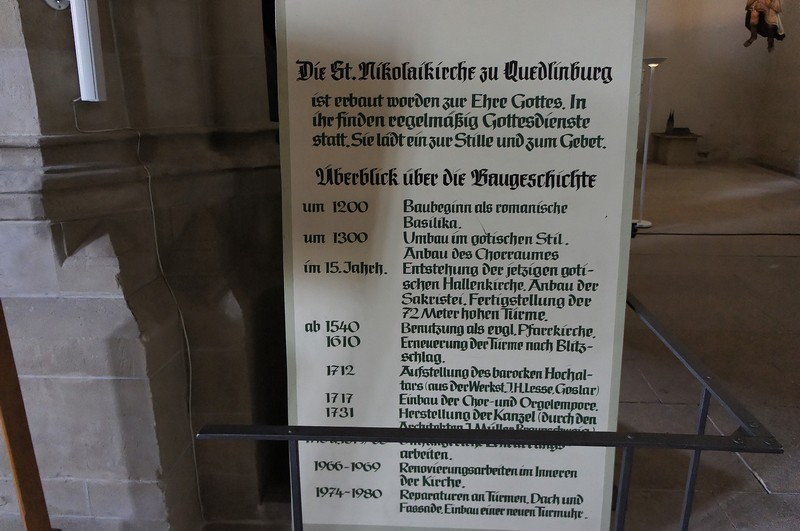 Die St. Nikolaikirche zu Quedlinburg
ist erbaut worden zur Ehre Gottes. In
ihr finden regelmäßig Gottesdienste
statt. Sie lädt ein zur Stille und zum Gebet.
Überblick über die Baugeschichte
um 1200 Baubeginn als romanische
Basilika.
um 1300 Umbau im gotischen Stil.
Anbau des Chorraumes
im 15. Jahrh. Entstehung der jetzigen goti-
schen Hallenkirche. Anbau der
Sakristei. Fertigstellung der
72 Meter hohen Türme.
ab 1540 Benutzung als evgl. Pfarrkirche.
1610 Erneuerung der Türme nach Blitz-
schlag.
1712 Aufstellung des barocken Hochal-
tars (aus der Werkst. J.H. Lesse, Goslar)
1717 Einbau der Chor- und Orgelempore.
1731 Herstellung der Kanzel (durch den
Architekten J. Müller Braunschweig)
Erneuerungs
arbeiten.
1966-1969 Renovierungsarbeiten im Inneren
der Kirche.
1974-1980 Reparaturen an Türmen, Dach und
Fassade, Einbau einer neuen Turmuhr.